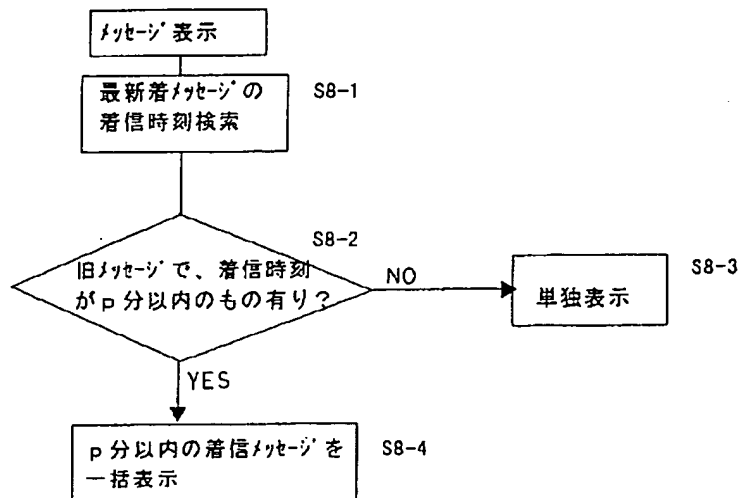 ﾒｯｾｰｼﾞ表示
最新着ﾒｯｾｰｼﾞの
着信時刻検索
S8-1
S8-2
旧ﾒｯｾｰｼﾞで、着信時刻
がp分以内のもの有り?
NO
S8-3
単独表示
YES
p分以内の着信ﾒｯｾｰｼﾞを
一括表示
S8-4